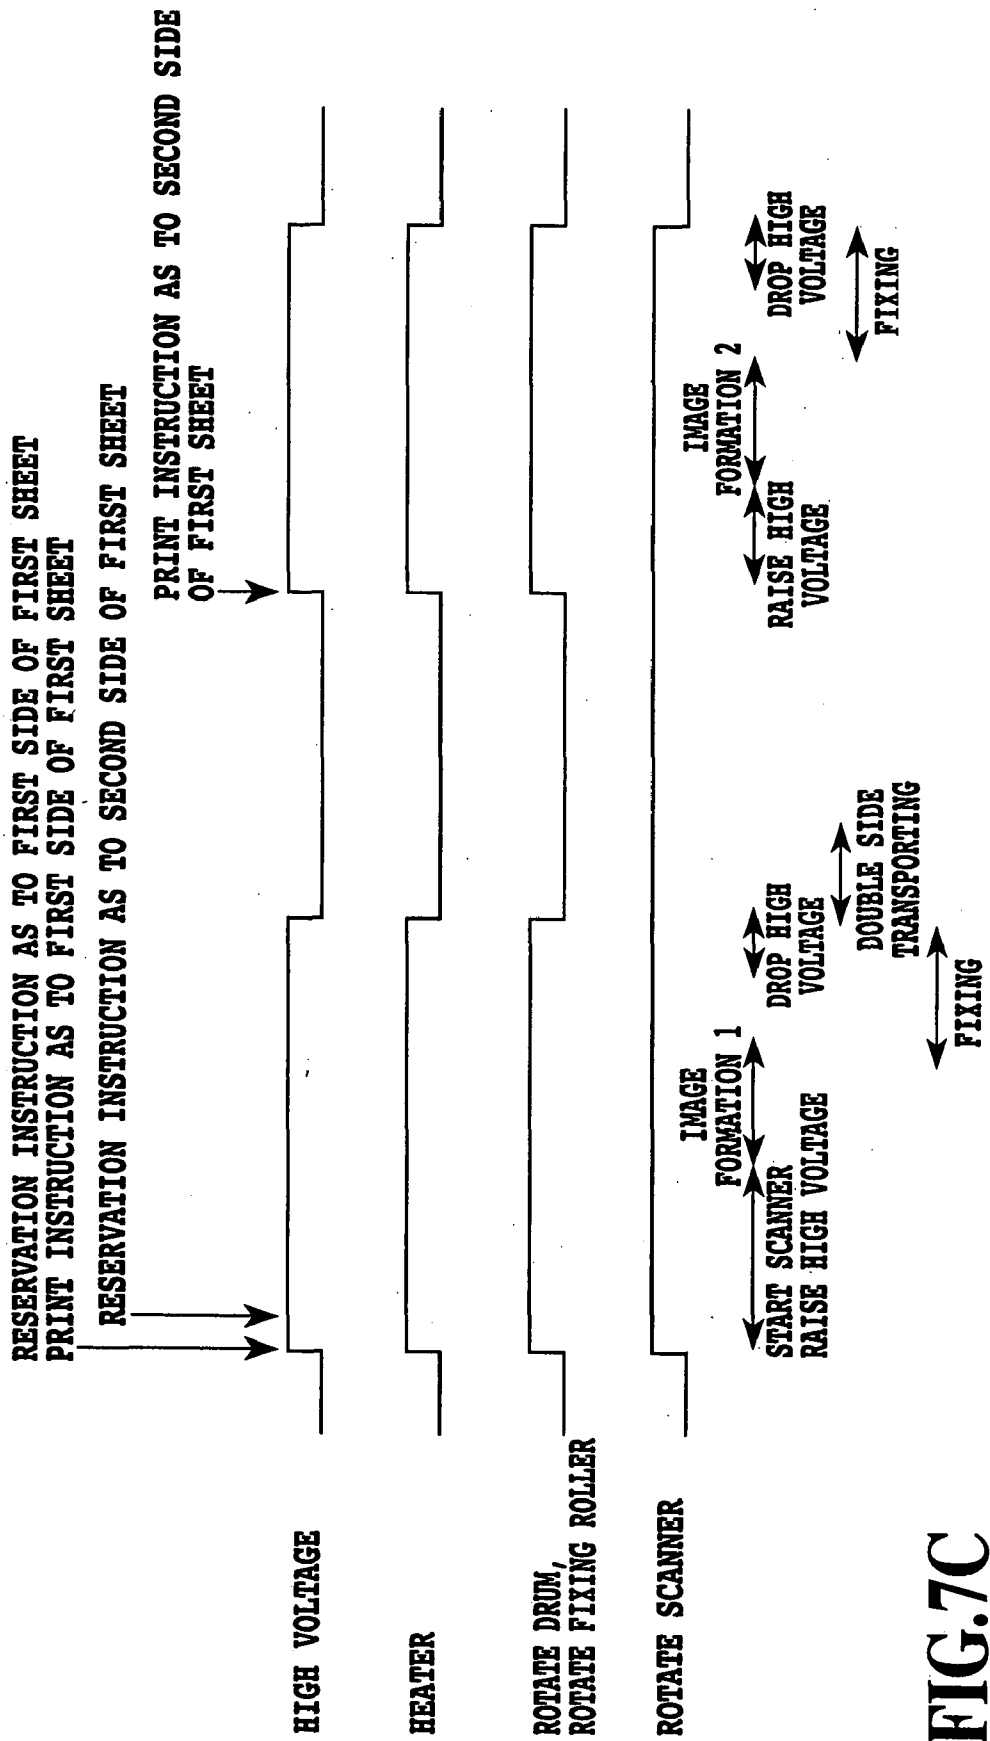 RESERVATION INSTRUCTION AS TO FIRST SIDE OF FIRST SHEET
PRINT INSTRUCTION AS TO FIRST SIDE OF FIRST SHEET
RESERVATION INSTRUCTION AS TO SECOND SIDE OF FIRST SHEET
PRINT INSTRUCTION AS TO SECOND SIDE
OF FIRST SHEET
HIGH VOLTAGE
HEATER
ROTATE DRUM,
ROTATE FIXING ROLLER
ROTATE SCANNER
IMAGE
FORMATION 1
IMAGE
FORMATION 2
START SCANNER
RAISE HIGH VOLTAGE
DROP HIGH
VOLTAGE
RAISE HIGH
VOLTAGE
DROP HIGH
VOLTAGE
DOUBLE SIDE
TRANSPORTING
FIXING
FIXING
FIG.7C